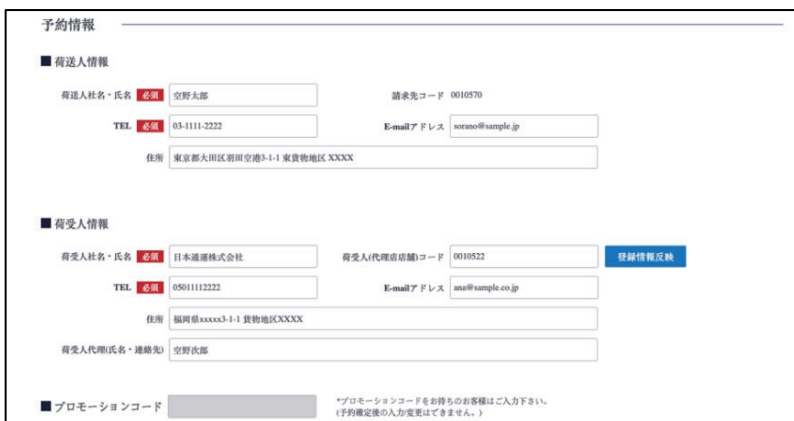 予約情報
■ 荷送人情報
荷送人社名・氏名 必須 空野太郎 請求先コード 0010570
TEL 必須 03-1111-2222 E-mailアドレス sorano@sample.jp
住所 東京都大田区羽田空港3-1-1 東貨物地区 XXXX
■ 荷受人情報
荷受人社名・氏名 必須 日本通運株式会社 荷受人(代理店店舗)コード 0010522 登録情報反映
TEL 必須 05011112222 E-mailアドレス ana@sample.co.jp
住所 福岡県xxxxx3-1-1 貨物地区XXXX
荷受人代理(氏名・連絡先) 空野次郎
■ プロモーションコード *プロモーションコードをお持ちのお客様はご入力下さい。
(予約確定後の入力/変更はできません。)